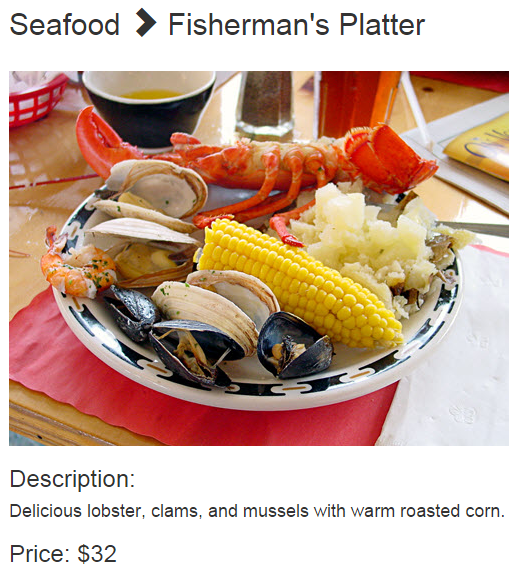 Seafood > Fisherman's Platter
Description:
Delicious lobster, clams, and mussels with warm roasted corn.
Price: $32